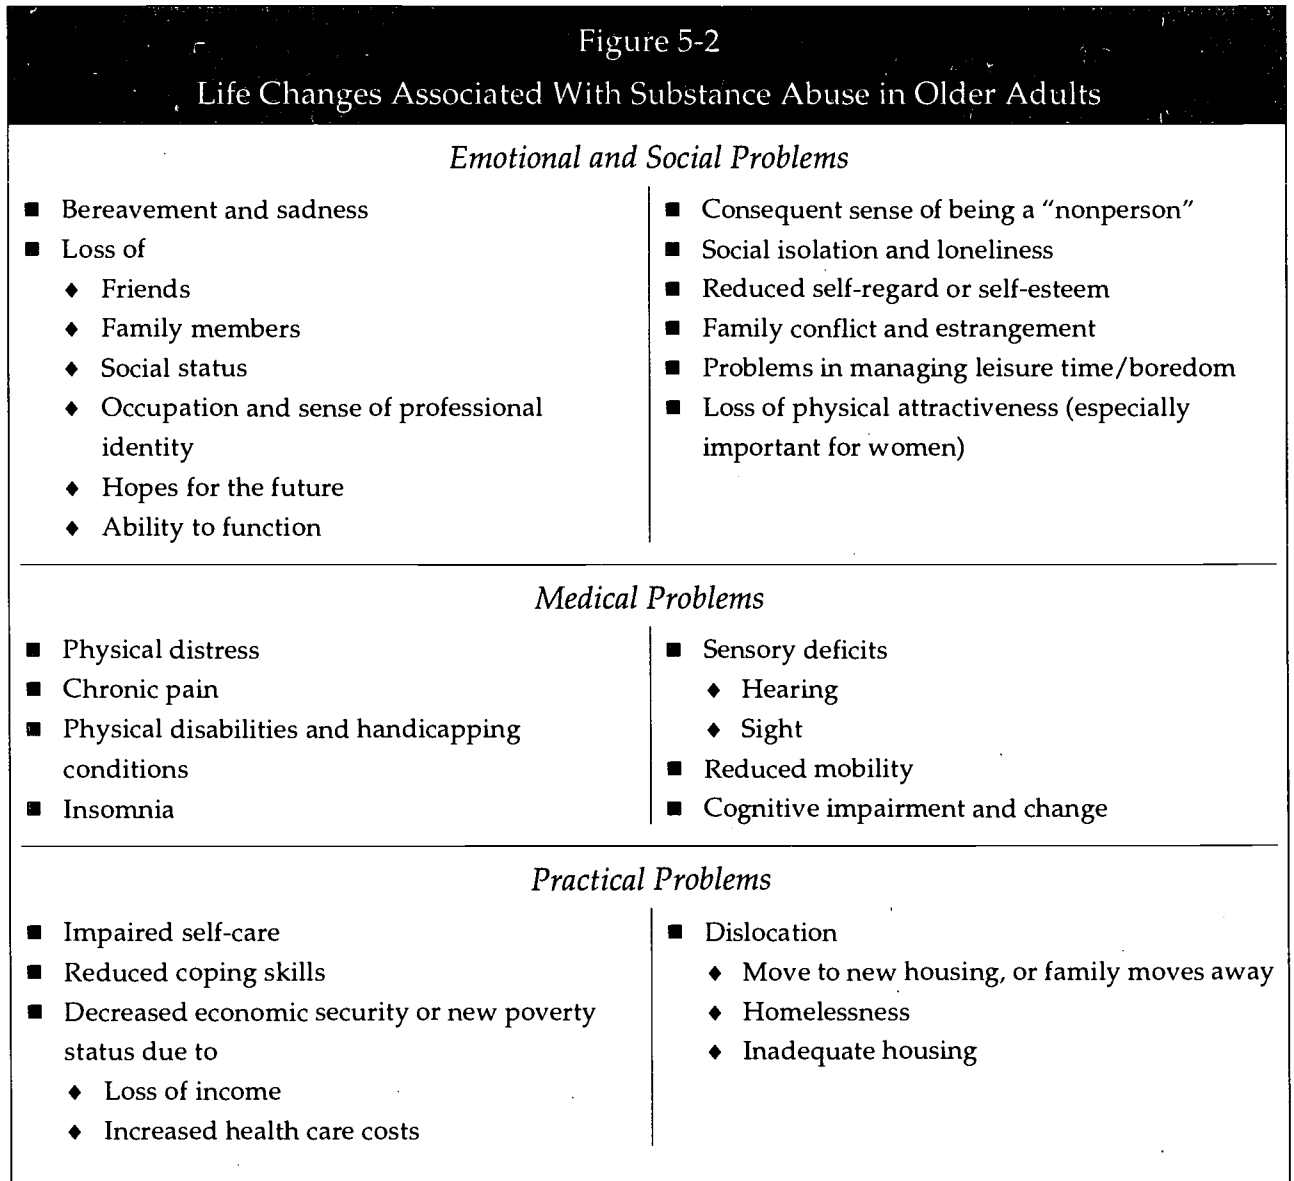 Figure 5-2
Life Changes Associated With Substance Abuse in Older Adults
Emotional and Social Problems
■ Bereavement and sadness
■ Loss of
♦ Friends
♦ Family members
♦ Social status
♦ Occupation and sense of professional
identity
♦ Hopes for the future
♦ Ability to function
■ Consequent sense of being a "nonperson"
■ Social isolation and loneliness
■ Reduced self-regard or self-esteem
■ Family conflict and estrangement
■ Problems in managing leisure time/boredom
■ Loss of physical attractiveness (especially
important for women)
Medical Problems
■ Physical distress
■ Chronic pain
■ Physical disabilities and handicapping
conditions
■ Insomnia
■ Sensory deficits
♦ Hearing
♦ Sight
■ Reduced mobility
■ Cognitive impairment and change
Practical Problems
■ Impaired self-care
■ Reduced coping skills
■ Decreased economic security or new poverty
status due to
♦ Loss of income
♦ Increased health care costs
■ Dislocation
♦ Move to new housing, or family moves away
♦ Homelessness
♦ Inadequate housing